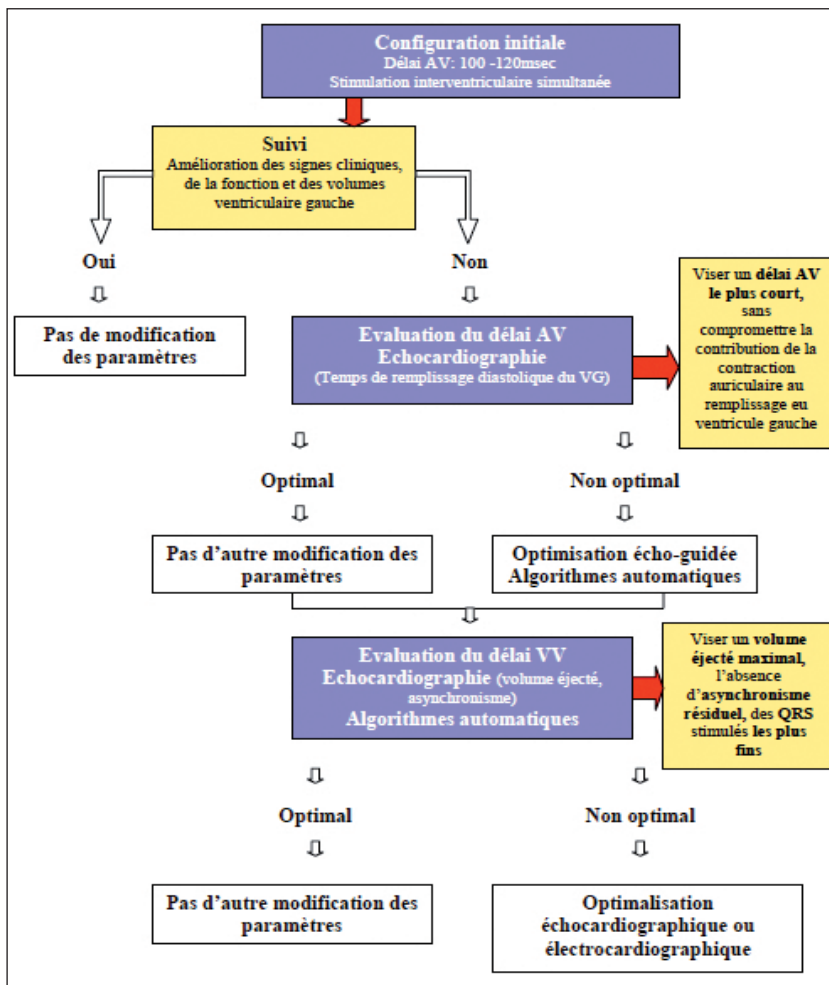 Configuration initiale
Délai AV: 100 -120msec
Stimulation interventriculaire simultanée
Suivi
Amélioration des signes cliniques,
de la fonction et des volumes
ventriculaire gauche
Oui
Non
Pas de modification
des paramètres
Evaluation du délai AV
Echocardiographie
(Temps de remplissage diastolique du VG)
Viser un délai AV
le plus court,
sans
compromettre la
contribution de la
contraction
auriculaire au
remplissage eu
ventricule gauche
Optimal
Non optimal
Pas d'autre modification des
paramètres
Optimisation écho-guidée
Algorithmes automatiques
Evaluation du délai VV
Echocardiographie (volume éjecté,
asynchronisme)
Algorithmes automatiques
Viser un volume
éjecté maximal,
l'absence
d'asynchronisme
résiduel, des QRS
stimulés les plus
fins
Optimal
Non optimal
Pas d'autre modification des
paramètres
Optimalisation
échocardiographique ou
électrocardiographique